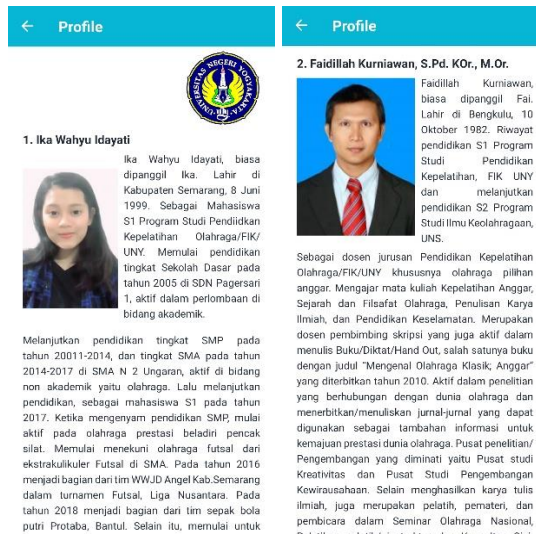 Profile
UNIVERSITAS NEGERI YOGYAKARTA
1. Ika Wahyu Idayati
Ika Wahyu Idayati, biasa
dipanggil Ika. Lahir di
Kabupaten Semarang, 8 Juni
1999. Sebagai Mahasiswa
S1 Program Studi Pendiidkan
Kepelatihan Olahraga/FIK/
UNY. Memulai pendidikan
tingkat Sekolah Dasar pada
tahun 2005 di SDN Pagersari
1, aktif dalam perlombaan di
bidang akademik.
Melanjutkan pendidikan tingkat SMP pada
tahun 20011-2014, dan tingkat SMA pada tahun
2014-2017 di SMA N 2 Ungaran, aktif di bidang
non akademik yaitu olahraga. Lalu melanjutkan
pendidikan, sebagai mahasiswa S1 pada tahun
2017. Ketika mengenyam pendidikan SMP, mulai
aktif pada olahraga prestasi beladiri pencak
silat. Memulai menekuni olahraga futsal dari
ekstrakulikuler Futsal di SMA. Pada tahun 2016
menjadi bagian dari tim WWJD Angel Kab.Semarang
dalam turnamen Futsal, Liga Nusantara. Pada
tahun 2018 menjadi bagian dari tim sepak bola
putri Protaba, Bantul. Selain itu, memulai untuk
Profile
2. Faidillah Kurniawan, S.Pd. KOr., M.Or.
Faidillah Kurniawan,
biasa dipanggil Fai.
Lahir di Bengkulu, 10
Oktober 1982. Riwayat
pendidikan S1 Program
Studi Pendidikan
Kepelatihan, FIK UNY
dan melanjutkan
pendidikan S2 Program
Studi Ilmu Keolahragaan,
UNS.
Sebagai dosen jurusan Pendidikan Kepelatihan
Olahraga/FIK/UNY khususnya olahraga pilihan
anggar. Mengajar mata kuliah Kepelatihan Anggar,
Sejarah dan Filsafat Olahraga, Penulisan Karya
Ilmiah, dan Pendidikan Keselamatan. Merupakan
dosen pembimbing skripsi yang juga aktif dalam
menulis Buku/Diktat/Hand Out, salah satunya buku
dengan judul "Mengenal Olahraga Klasik; Anggar"
yang diterbitkan tahun 2010. Aktif dalam penelitian
yang berhubungan dengan dunia olahraga dan
menerbitkan/menuliskan jurnal-jurnal yang dapat
digunakan sebagai tambahan informasi untuk
kemajuan prestasi dunia olahraga. Pusat penelitian/
Pengembangan yang diminati yaitu Pusat studi
Kreativitas dan Pusat Studi Pengembangan
Kewirausahaan. Selain menghasilkan karya tulis
ilmiah, juga merupakan pelatih, pemateri, dan
pembicara dalam Seminar Olahraga Nasional,